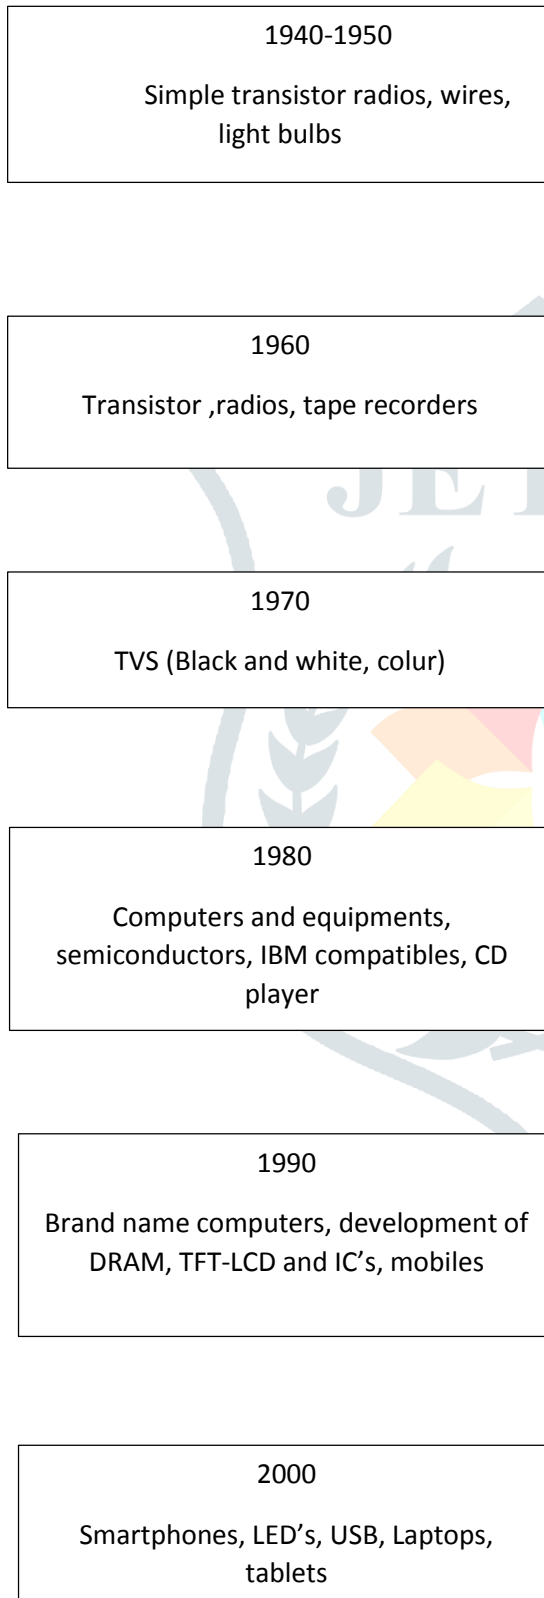 1940-1950
Simple transistor radios, wires,
light bulbs
1960
Transistor ,radios, tape recorders
JET
1970
TVS (Black and white, colur)
1980
Computers and equipments,
semiconductors, IBM compatibles, CD
player
1990
Brand name computers, development of
DRAM, TFT-LCD and IC’s, mobiles
2000
Smartphones, LED’s, USB, Laptops,
tablets